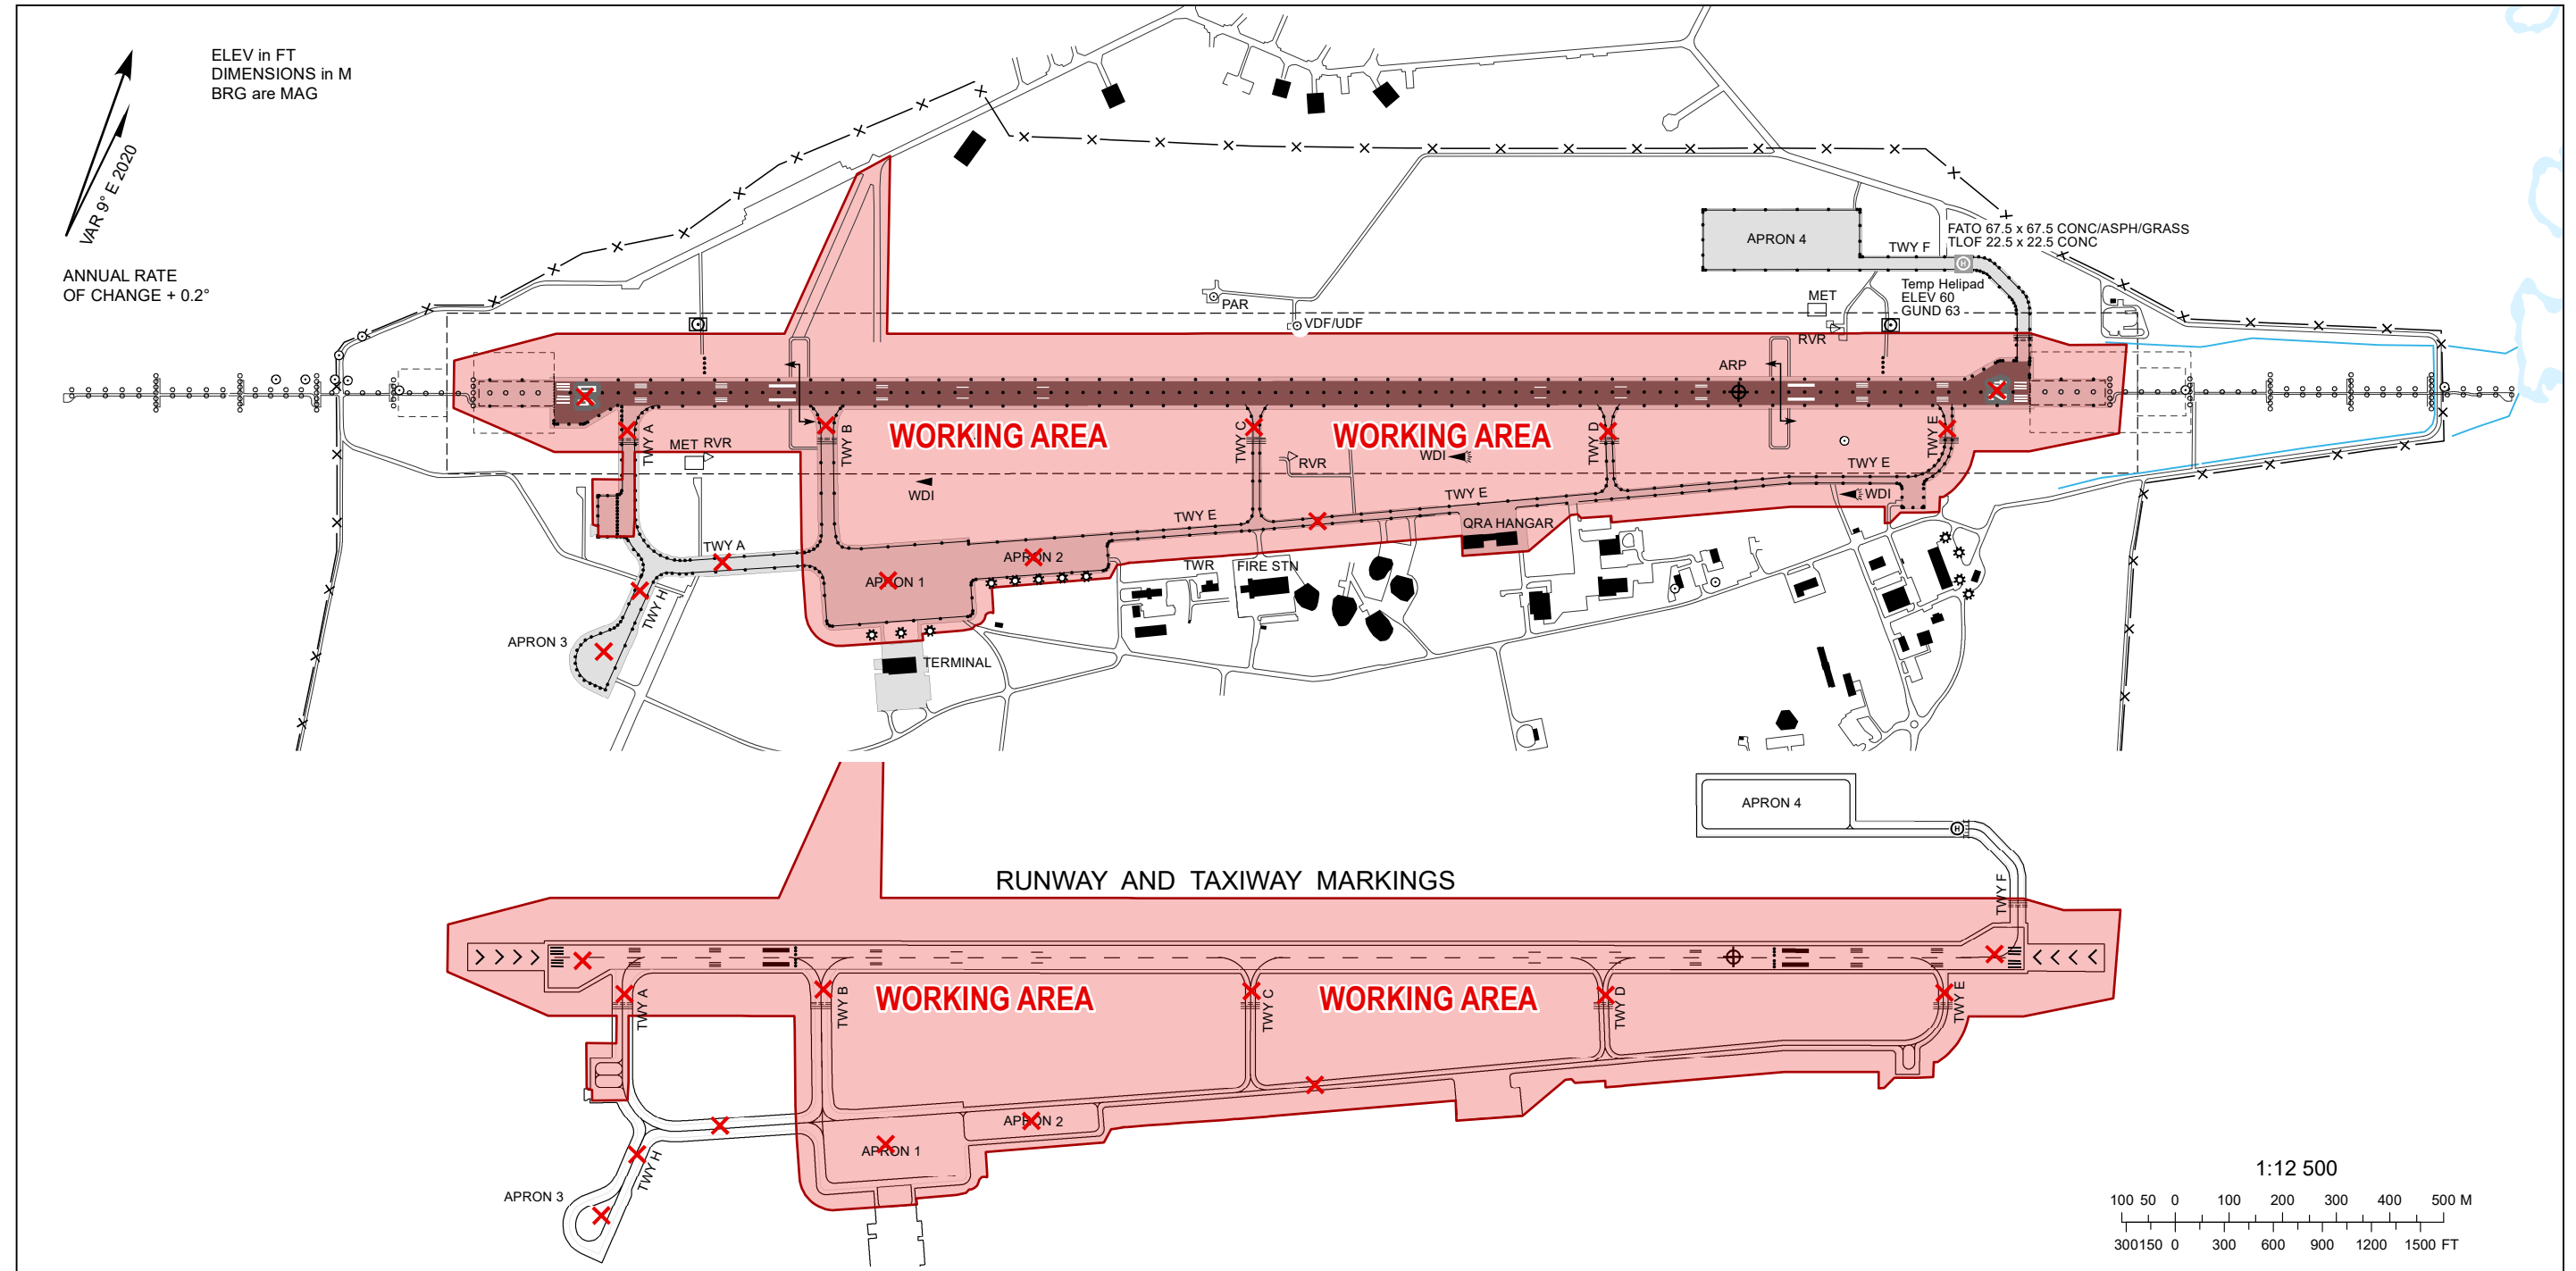 ELEV in FT
DIMENSIONS in M
BRG are MAG
VAR 9° E 2020
ANNUAL RATE
OF CHANGE + 0.2°
APRON 4
TWY F
FATO 67.5 x 67.5 CONC/ASPH/GRASS
TLOF 22.5 x 22.5 CONC
H
Temp Helipad
ELEV 60
GUND 63
PAR
VDF/UDF
MET
RVR
ARP
TWY A
MET RVR
TWY B
WORKING AREA
TWY C
WORKING AREA
TWY D
TWY E
WDI
RVR
WDI
TWY E
WDI
TWY E
TWY E
QRA HANGAR
TWY A
APRON 2
APRON 1
TWY H
TWR
FIRE STN
APRON 3
TERMINAL
APRON 4
H
RUNWAY AND TAXIWAY MARKINGS
TWY F
TWY A
TWY B
WORKING AREA
TWY C
WORKING AREA
TWY D
TWY E
APRON 2
APRON 1
TWY H
APRON 3
1:12 500
100 50 0 100 200 300 400 500 M
300 150 0 300 600 900 1200 1500 FT